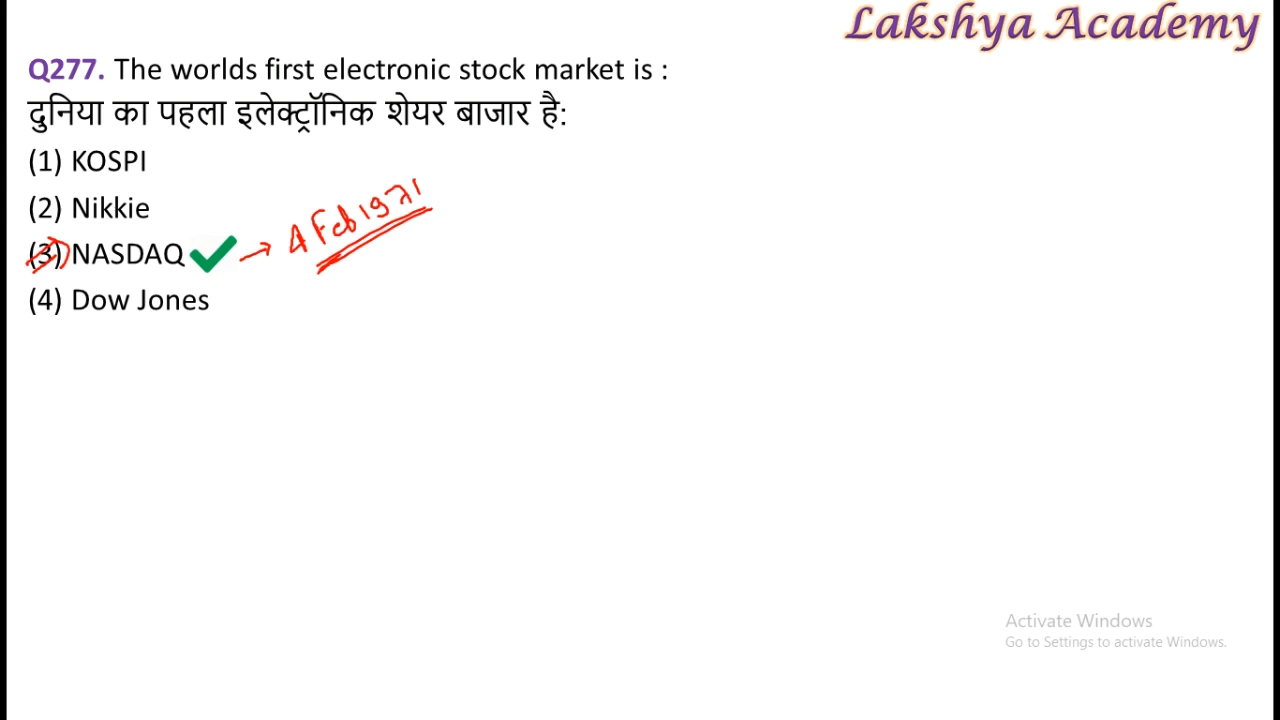 Lakshya Academy
Q277. The worlds first electronic stock market is :
दुनिया का पहला इलेक्ट्रॉनिक शेयर बाजार है:
(1) KOSPI
(2) Nikkie
(3) NASDAQ ✔ → 4 Feb 1971
(4) Dow Jones
Activate Windows
Go to Settings to activate Windows.